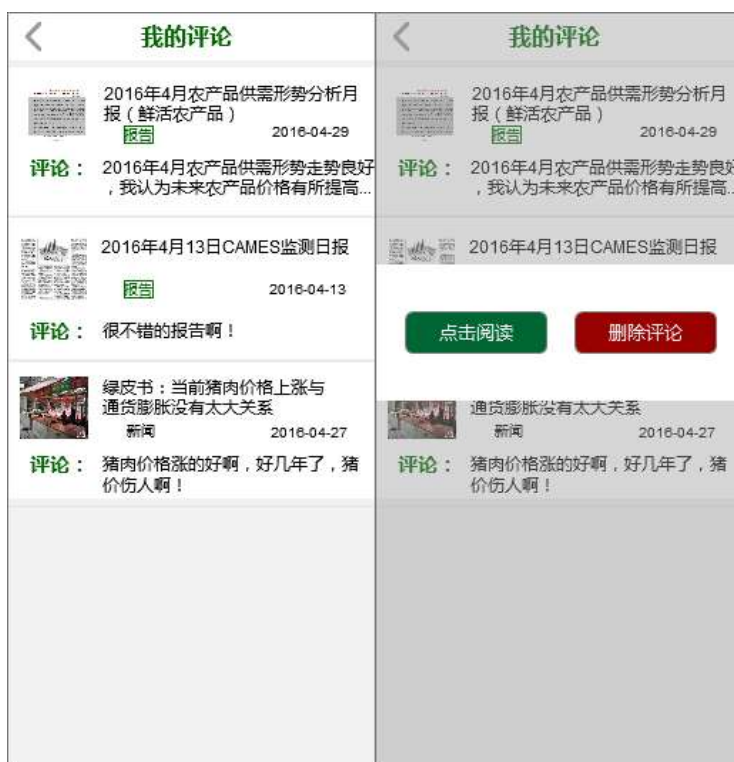 我的评论
2016年4月农产品供需形势分析月
报（鲜活农产品）
报告 2016-04-29
评论： 2016年4月农产品供需形势走势良好
，我认为未来农产品价格有所提高...
2016年4月13日CAMES监测日报
报告 2016-04-13
评论： 很不错的报告啊！
绿皮书：当前猪肉价格上涨与
通货膨胀没有太大关系
新闻 2016-04-27
评论： 猪肉价格涨的好啊，好几年了，猪
价伤人啊！
我的评论
2016年4月农产品供需形势分析月
报（鲜活农产品）
报告 2016-04-29
评论： 2016年4月农产品供需形势走势良好
，我认为未来农产品价格有所提高...
2016年4月13日CAMES监测日报
点击阅读 删除评论
通货膨胀没有太大关系
新闻 2016-04-27
评论： 猪肉价格涨的好啊，好几年了，猪
价伤人啊！